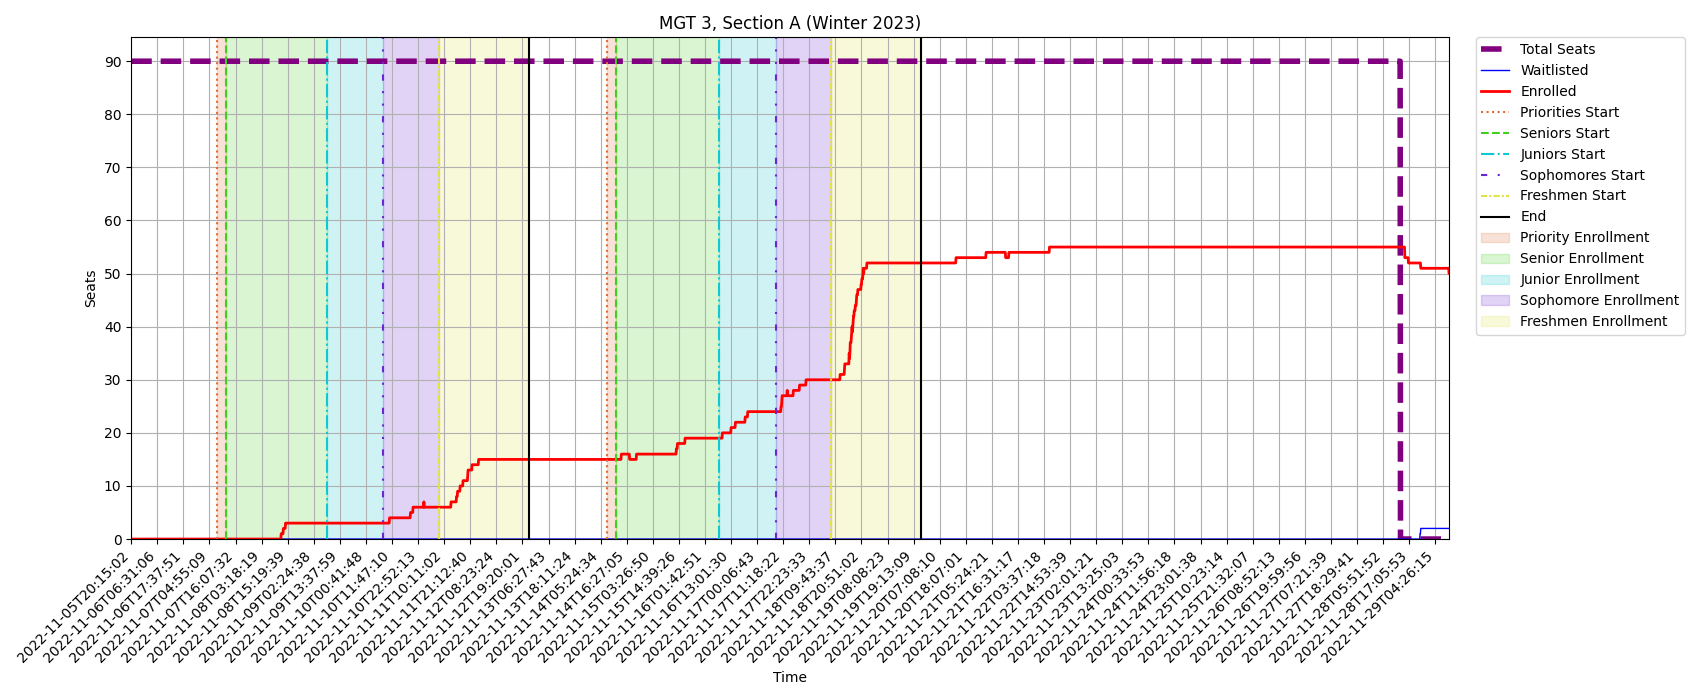 MGT 3, Section A (Winter 2023)
Seats
90
80
70
60
50
40
30
20
10
0
2022-11-05T20:15:02
2022-11-06T06:31:06
2022-11-06T17:37:51
2022-11-07T04:55:09
2022-11-07T16:07:32
2022-11-08T03:18:19
2022-11-08T15:19:39
2022-11-09T02:24:38
2022-11-09T13:37:59
2022-11-10T00:41:48
2022-11-10T11:47:10
2022-11-10T22:52:13
2022-11-11T10:11:02
2022-11-11T21:12:40
2022-11-12T08:23:24
2022-11-12T19:20:01
2022-11-13T06:27:43
2022-11-13T18:11:24
2022-11-14T05:24:34
2022-11-14T16:27:05
2022-11-15T03:26:50
2022-11-15T14:39:26
2022-11-16T01:42:51
2022-11-16T13:01:30
2022-11-17T00:06:43
2022-11-17T11:18:22
2022-11-17T22:23:33
2022-11-18T09:43:37
2022-11-18T20:51:02
2022-11-19T08:08:23
2022-11-19T19:13:09
2022-11-20T07:08:10
2022-11-20T18:07:01
2022-11-21T05:24:21
2022-11-21T16:31:17
2022-11-22T03:37:18
2022-11-22T14:53:39
2022-11-23T02:01:21
2022-11-23T13:25:03
2022-11-24T00:33:53
2022-11-24T11:56:18
2022-11-24T23:01:38
2022-11-25T10:23:14
2022-11-25T21:32:07
2022-11-26T08:52:13
2022-11-26T19:59:56
2022-11-27T07:21:39
2022-11-27T18:29:41
2022-11-28T05:51:52
2022-11-28T17:05:53
2022-11-29T04:26:15
Time
Total Seats
Waitlisted
Enrolled
Priorities Start
Seniors Start
Juniors Start
Sophomores Start
Freshmen Start
End
Priority Enrollment
Senior Enrollment
Junior Enrollment
Sophomore Enrollment
Freshmen Enrollment